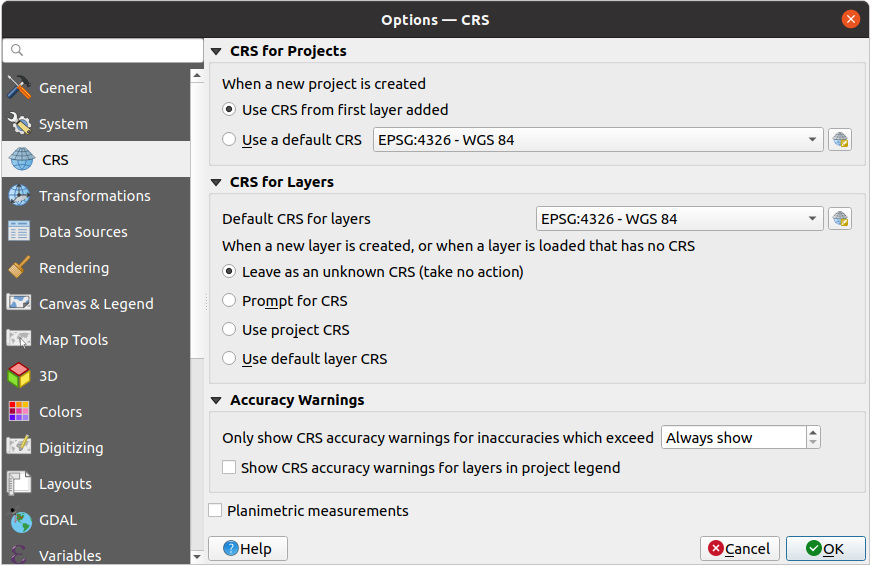 Options — CRS
General
System
CRS
Transformations
Data Sources
Rendering
Canvas & Legend
Map Tools
3D
Colors
Digitizing
Layouts
GDAL
Variables
CRS for Projects
When a new project is created
Use CRS from first layer added
Use a default CRS EPSG:4326 - WGS 84
CRS for Layers
Default CRS for layers EPSG:4326 - WGS 84
When a new layer is created, or when a layer is loaded that has no CRS
Leave as an unknown CRS (take no action)
Prompt for CRS
Use project CRS
Use default layer CRS
Accuracy Warnings
Only show CRS accuracy warnings for inaccuracies which exceed Always show
Show CRS accuracy warnings for layers in project legend
Planimetric measurements
Help Cancel OK